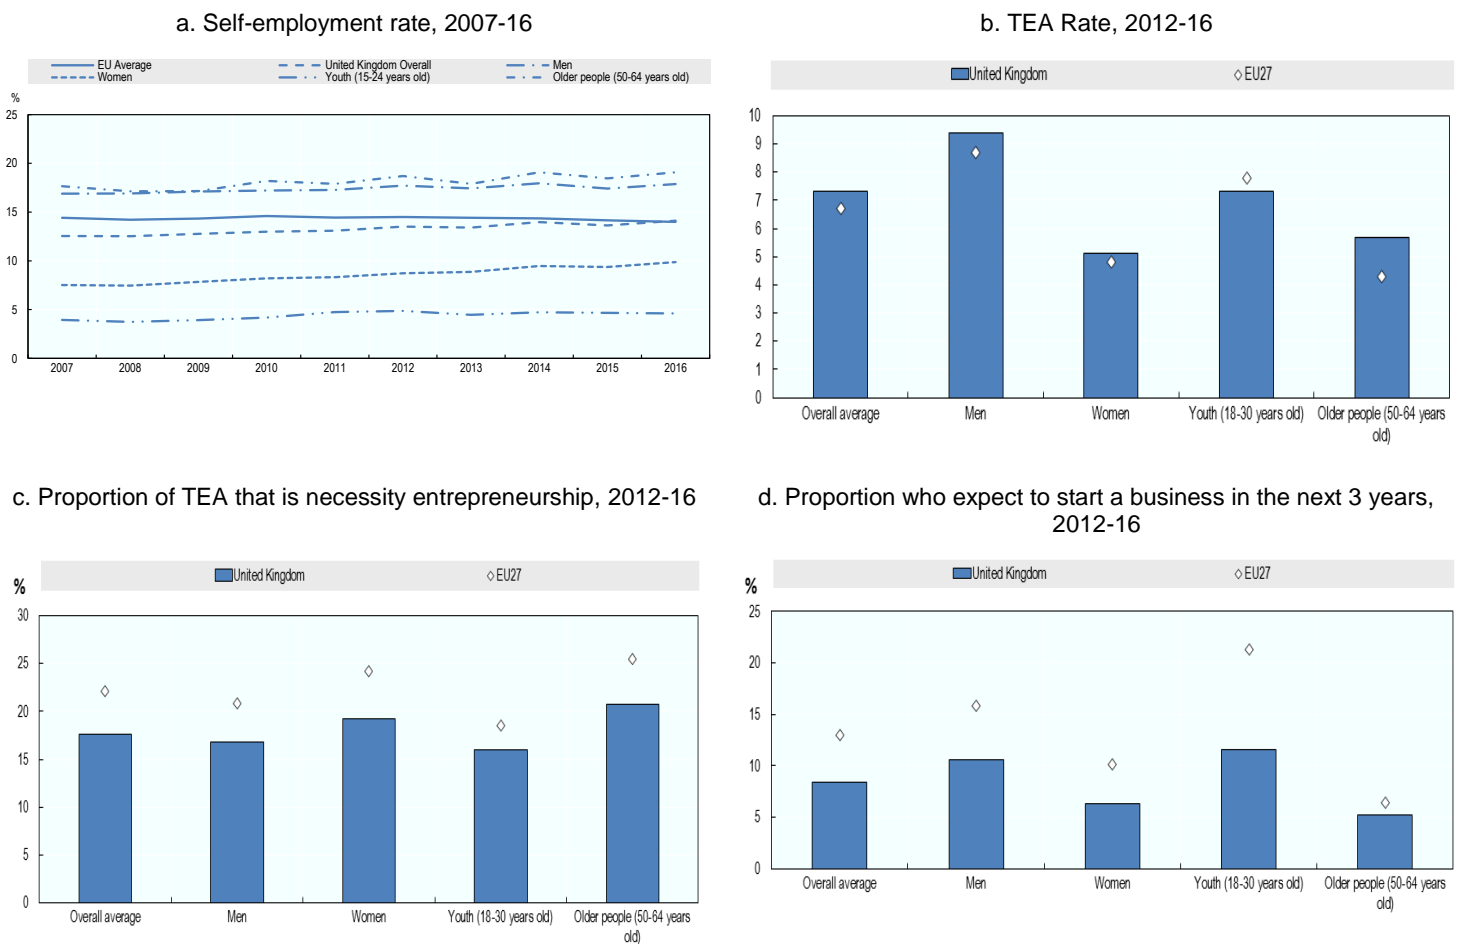 a. Self-employment rate, 2007-16
EU Average
United Kingdom Overall
Men
Women
Youth (15-24 years old)
Older people (50-64 years old)
%
25
20
15
10
5
0
2007 2008 2009 2010 2011 2012 2013 2014 2015 2016
b. TEA Rate, 2012-16
United Kingdom
EU27
10
9
8
7
6
5
4
3
2
1
0
Overall average
Men
Women
Youth (18-30 years old)
Older people (50-64 years
old)
c. Proportion of TEA that is necessity entrepreneurship, 2012-16
%
United Kingdom
EU27
30
25
20
15
10
5
0
Overall average
Men
Women
Youth (18-30 years old)
Older people (50-64 years
old)
d. Proportion who expect to start a business in the next 3 years,
2012-16
%
United Kingdom
EU27
25
20
15
10
5
0
Overall average
Men
Women
Youth (18-30 years old)
Older people (50-64 years
old)